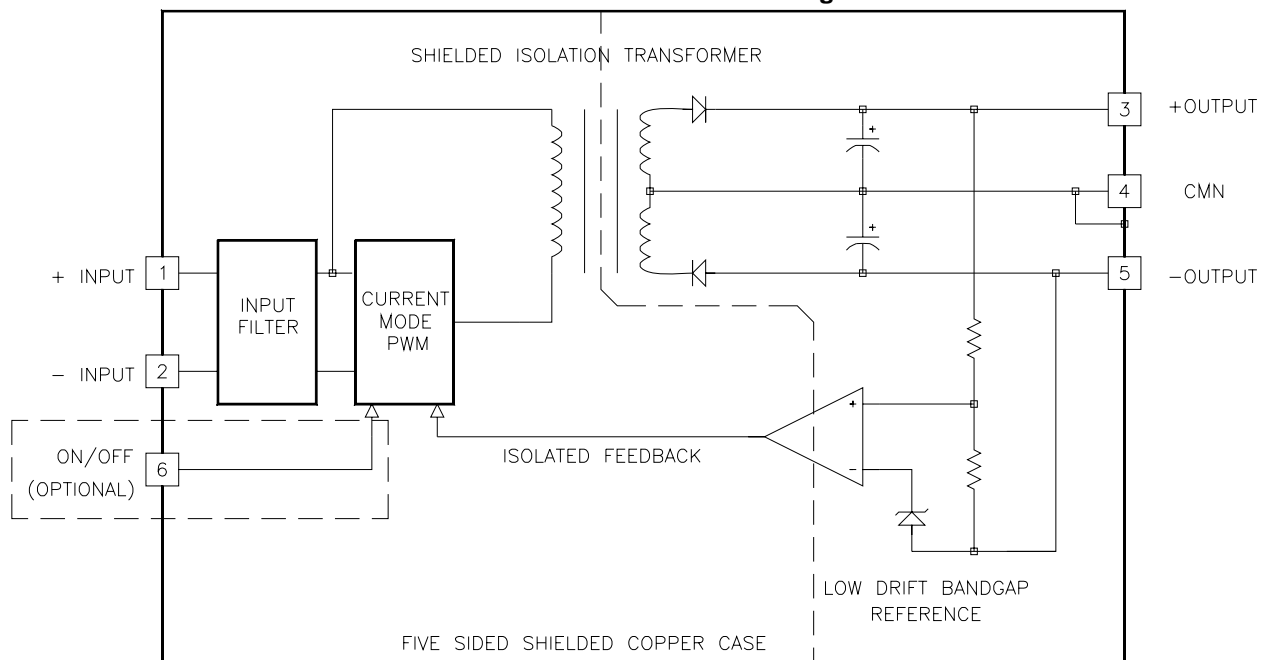 SHIELDED ISOLATION TRANSFORMER
3 +OUTPUT
4 CMN
5 -OUTPUT
+ INPUT 1
- INPUT 2
INPUT
FILTER
CURRENT
MODE
PWM
ON/OFF 6
(OPTIONAL)
ISOLATED FEEDBACK
+
+
+
-
LOW DRIFT BANDGAP
REFERENCE
FIVE SIDED SHIELDED COPPER CASE